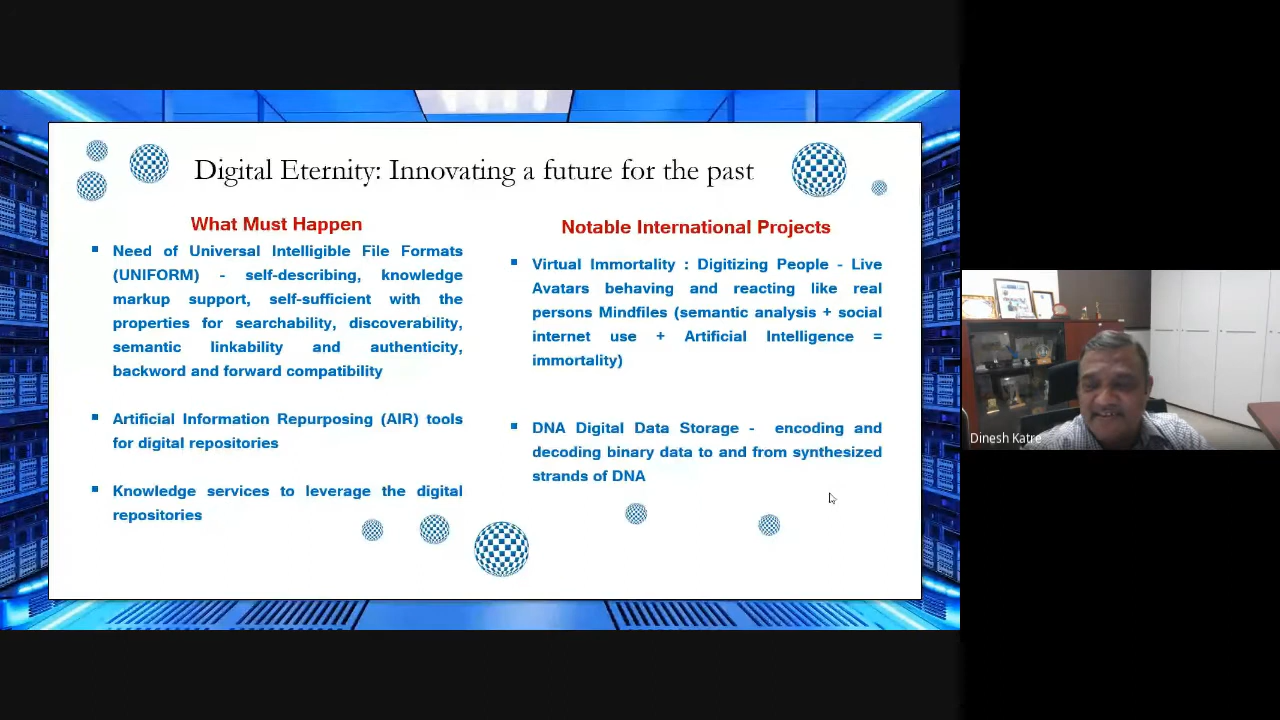 Digital Eternity: Innovating a future for the past
What Must Happen
Need of Universal Intelligible File Formats
(UNIFORM) - self-describing, knowledge
markup support, self-sufficient with the
properties for searchability, discoverability,
semantic linkability and authenticity,
backword and forward compatibility
Artificial Information Repurposing (AIR) tools
for digital repositories
Knowledge services to leverage the digital
repositories
Notable International Projects
Virtual Immortality : Digitizing People - Live
Avatars behaving and reacting like real
persons Mindfiles (semantic analysis + social
internet use + Artificial Intelligence =
immortality)
DNA Digital Data Storage - encoding and
decoding binary data to and from synthesized
strands of DNA
Dinesh Katre